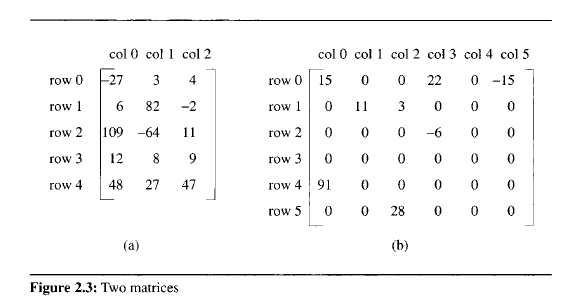 col 0 col 1 col 2
row 0 −27 3 4
row 1 6 82 −2
row 2 109 −64 11
row 3 12 8 9
row 4 48 27 47
(a)
col 0 col 1 col 2 col 3 col 4 col 5
row 0 15 0 0 22 0 −15
row 1 0 11 3 0 0 0
row 2 0 0 0 −6 0 0
row 3 0 0 0 0 0 0
row 4 91 0 0 0 0 0
row 5 0 0 28 0 0 0
(b)
Figure 2.3: Two matrices